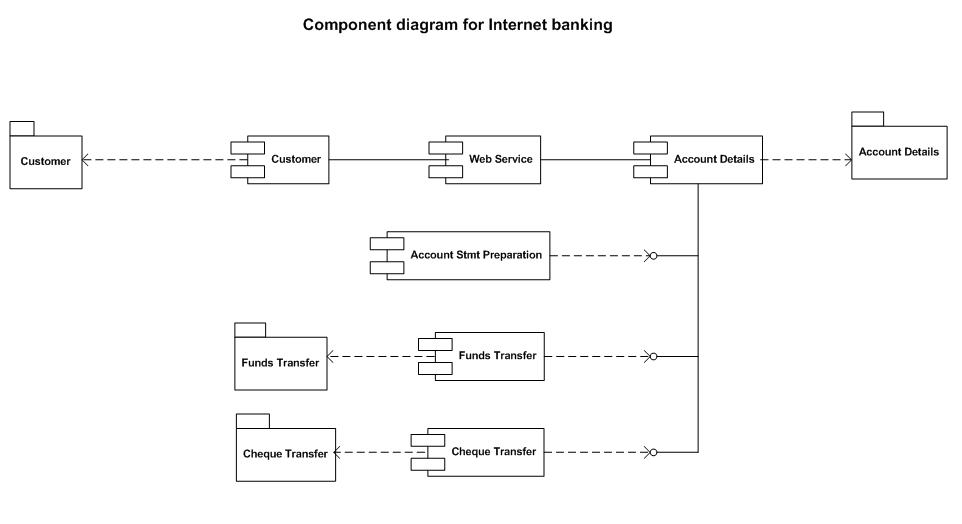 Component diagram for Internet banking
Customer
Customer
Web Service
Account Details
Account Details
Account Stmt Preparation
Funds Transfer
Funds Transfer
Cheque Transfer
Cheque Transfer